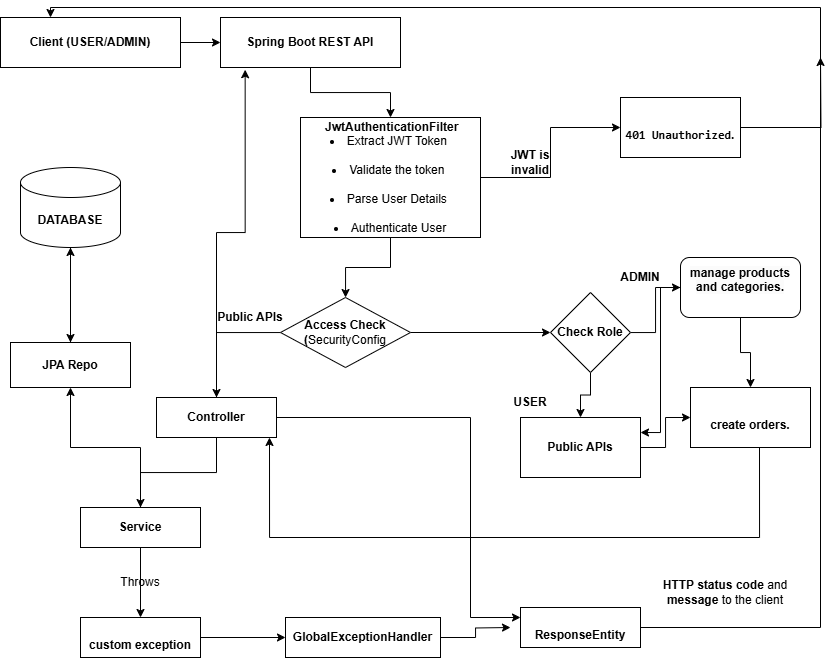 Client (USER/ADMIN)
Spring Boot REST API
JwtAuthenticationFilter
• Extract JWT Token
• Validate the token
• Parse User Details
• Authenticate User
JWT is
invalid
401 Unauthorized.
DATABASE
Public APIs
Access Check
(SecurityConfig
Check Role
ADMIN
manage products
and categories.
JPA Repo
USER
Controller
Public APIs
create orders.
Service
Throws
HTTP status code and
message to the client
custom exception
GlobalExceptionHandler
ResponseEntity